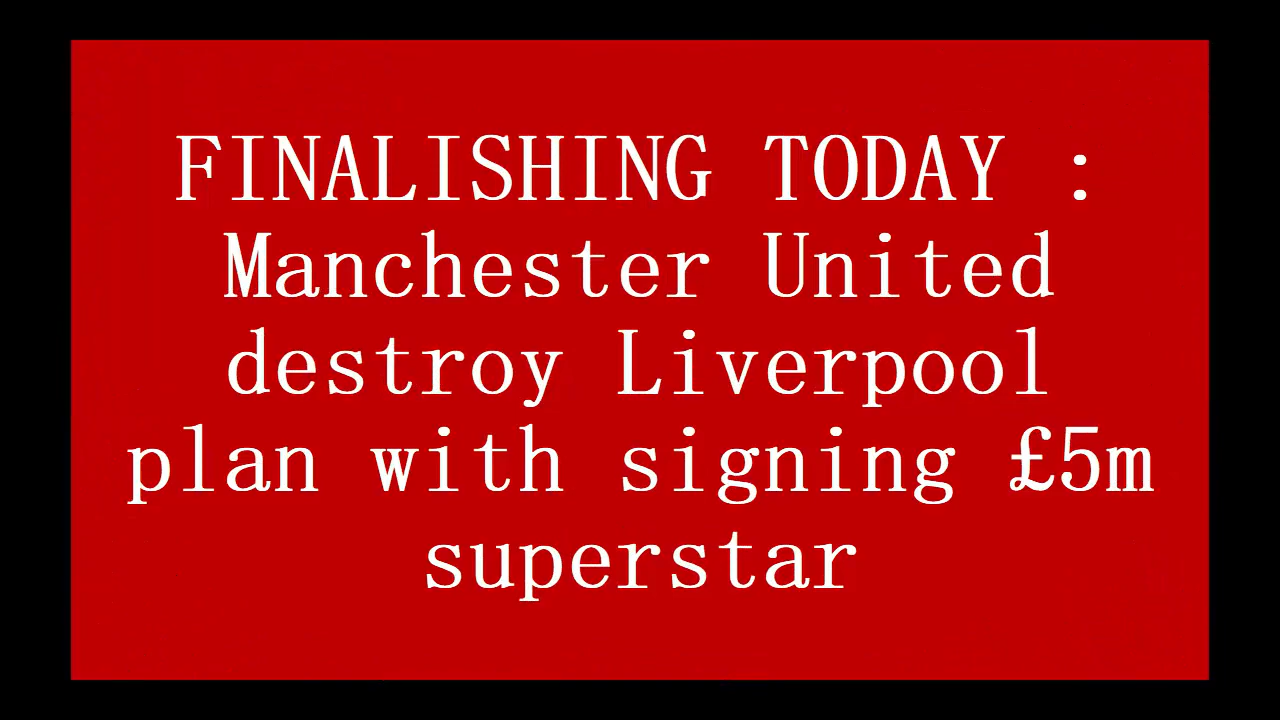 FINALISHING TODAY :
Manchester United
destroy Liverpool
plan with signing £5m
superstar